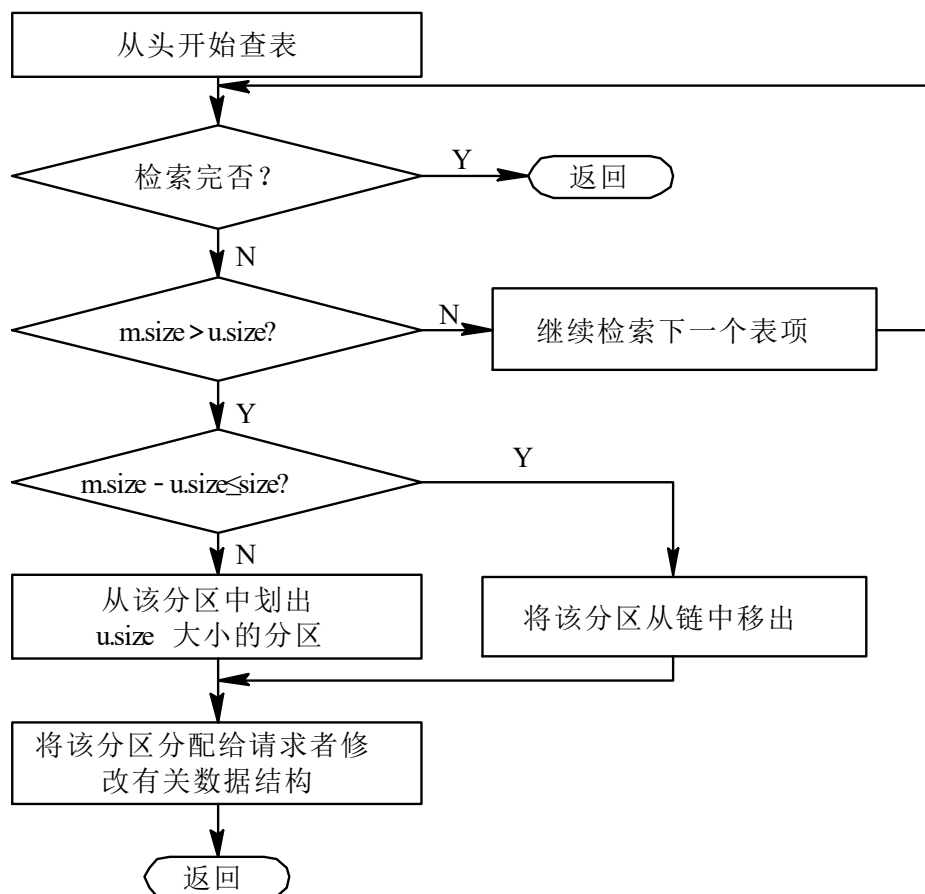 从头开始查表
检索完否？
Y
返回
N
m.size＞u.size?
N
继续检索下一个表项
Y
m.size－u.size≤size?
Y
N
从该分区中划出
u.size 大小的分区
将该分区从链中移出
将该分区分配给请求者修
改有关数据结构
返回